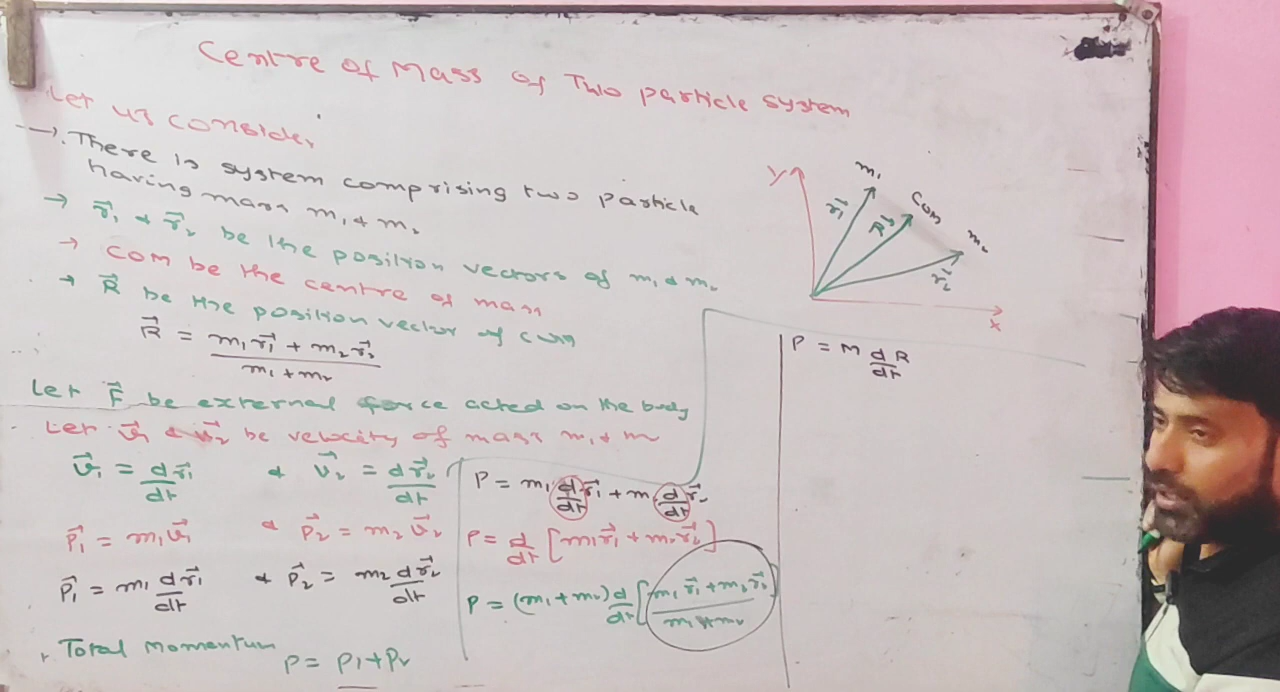 Centre of Mass of Two particle system
Let us consider
→ There is system comprising two particle
having mass m₁ & m₂
→ r⃗₁ & r⃗₂ be the position vectors of m₁ & m₂
→ COM be the centre of mass
→ R⃗ be the position vector of com
R⃗ = (m₁r⃗₁ + m₂r⃗₂)/(m₁+m₂)
Let F⃗ be external force acted on the body
Let v⃗₁ & v⃗₂ be velocity of mass m₁ & m
v⃗₁ = dr⃗₁/dt & v⃗₂ = dr⃗₂/dt
p⃗₁ = m₁v⃗₁ & p⃗₂ = m₂v⃗₂
p⃗₁ = m₁ dr⃗₁/dt & p⃗₂ = m₂ dr⃗₂/dt
Total momentum
P = P₁+P₂
P = m₁ d/dt r⃗₁ + m₂ d/dt r⃗₂
P = d/dt [m₁r⃗₁ + m₂r⃗₂]
P = (m₁+m₂) d/dt [(m₁r⃗₁ + m₂r⃗₂)/(m₁+m₂)]
Y
m₁
r⃗₁
COM
R⃗
m₂
r⃗₂
X
P = M dR/dt